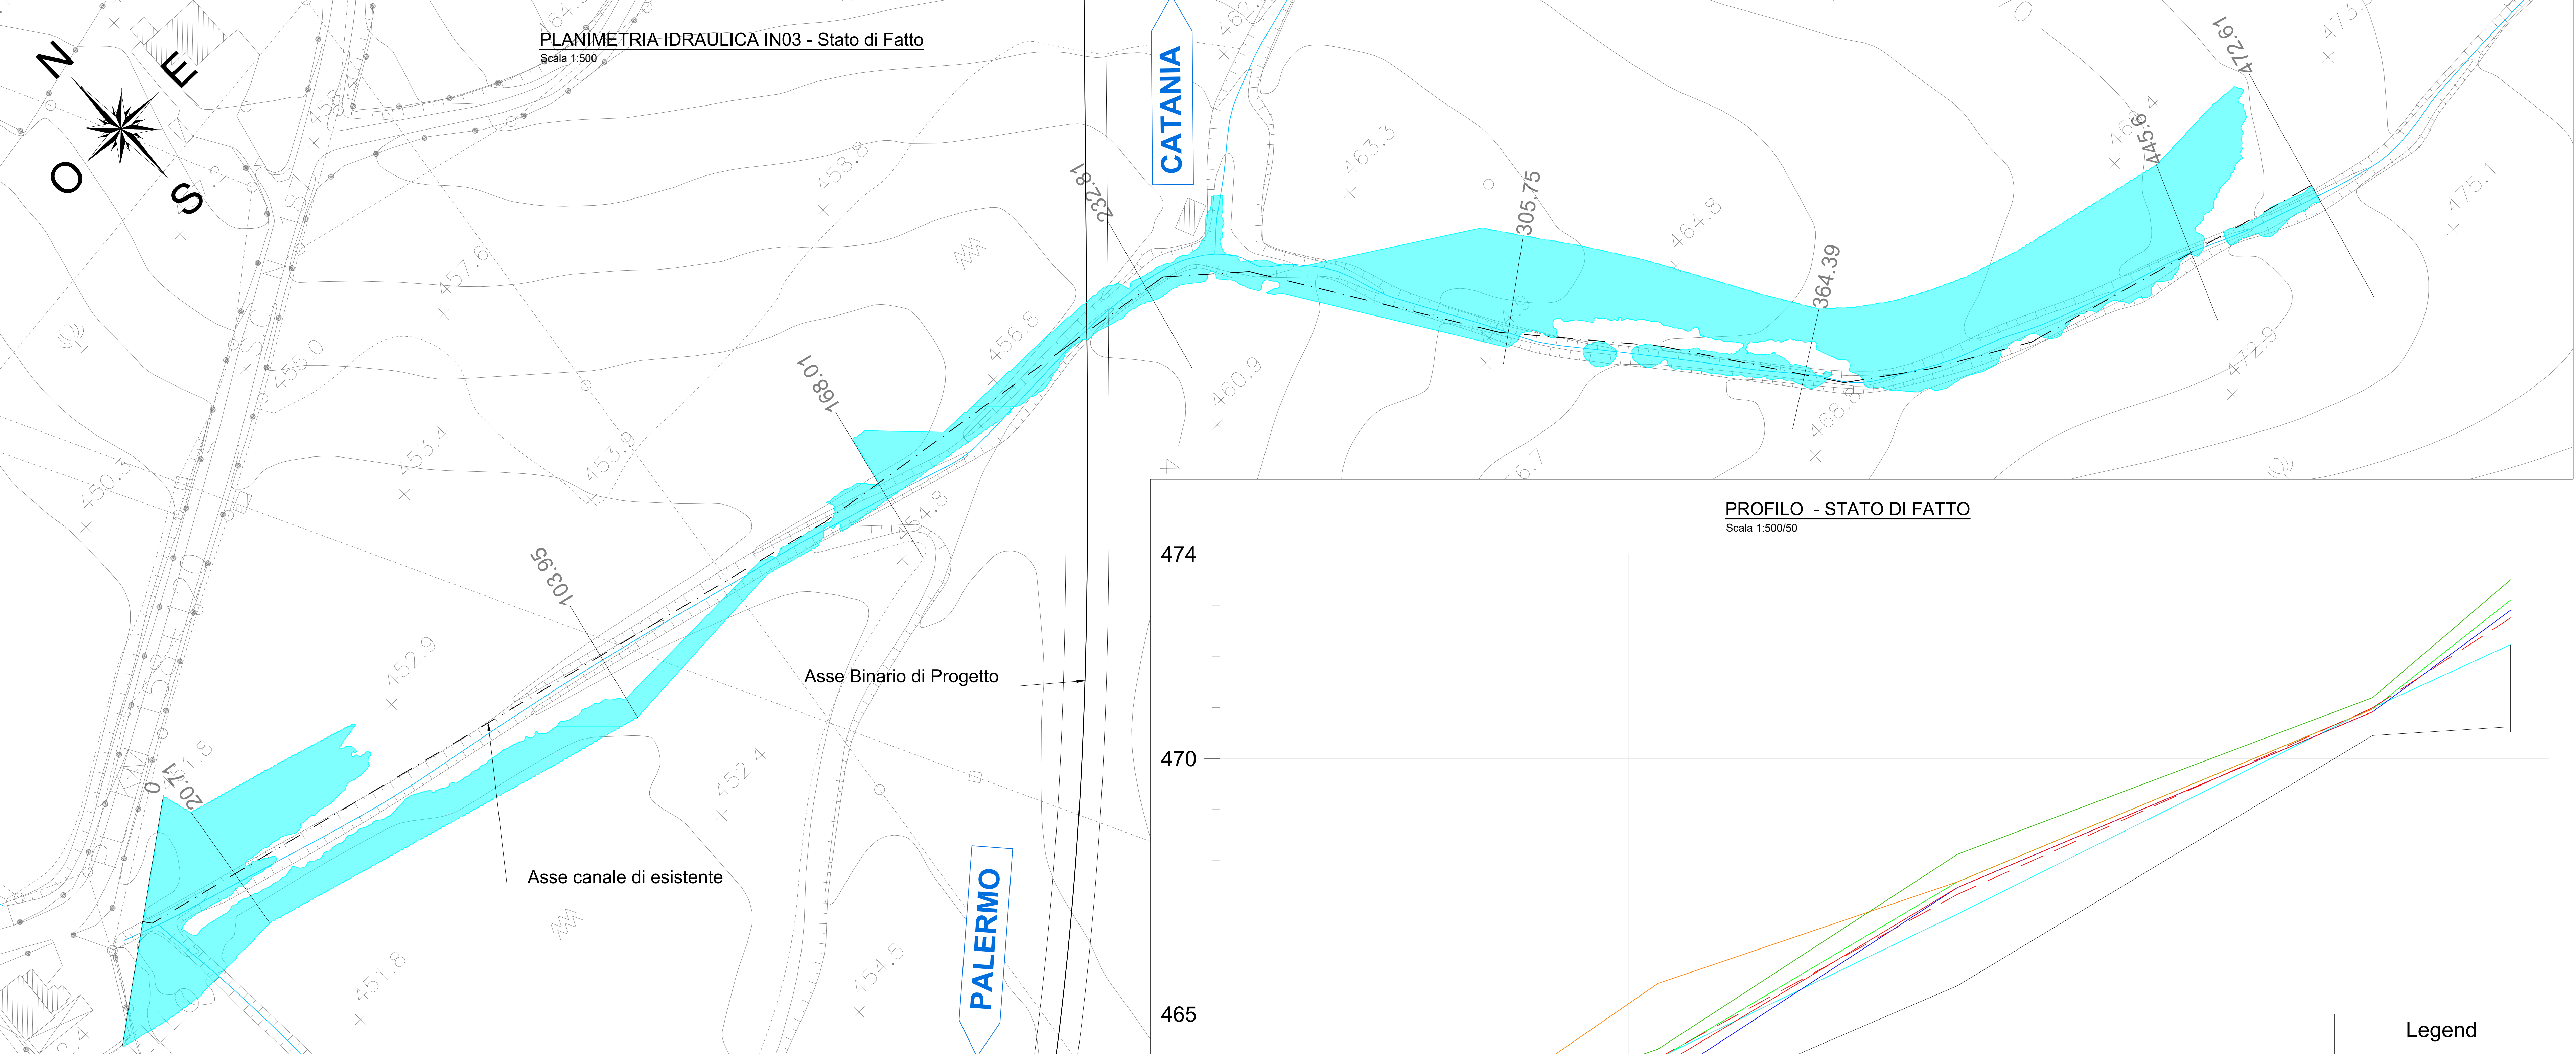 PLANIMETRIA IDRAULICA IN03 - Stato di Fatto
Scala 1:500
N
E
O
S
CATANIA
462.
472.61
473.
458.8
463.3
232.81
305.75
464.8
445.6
475.1
457.6
364.39
456.8
455.0
168.01
460.9
472.9
468.8
453.4
453.9
450.3
454.8
103.95
452.9
Asse Binario di Progetto
452.4
0
20.71
Asse canale di esistente
PALERMO
451.8
454.5
PROFILO - STATO DI FATTO
Scala 1:500/50
474
470
465
Legend